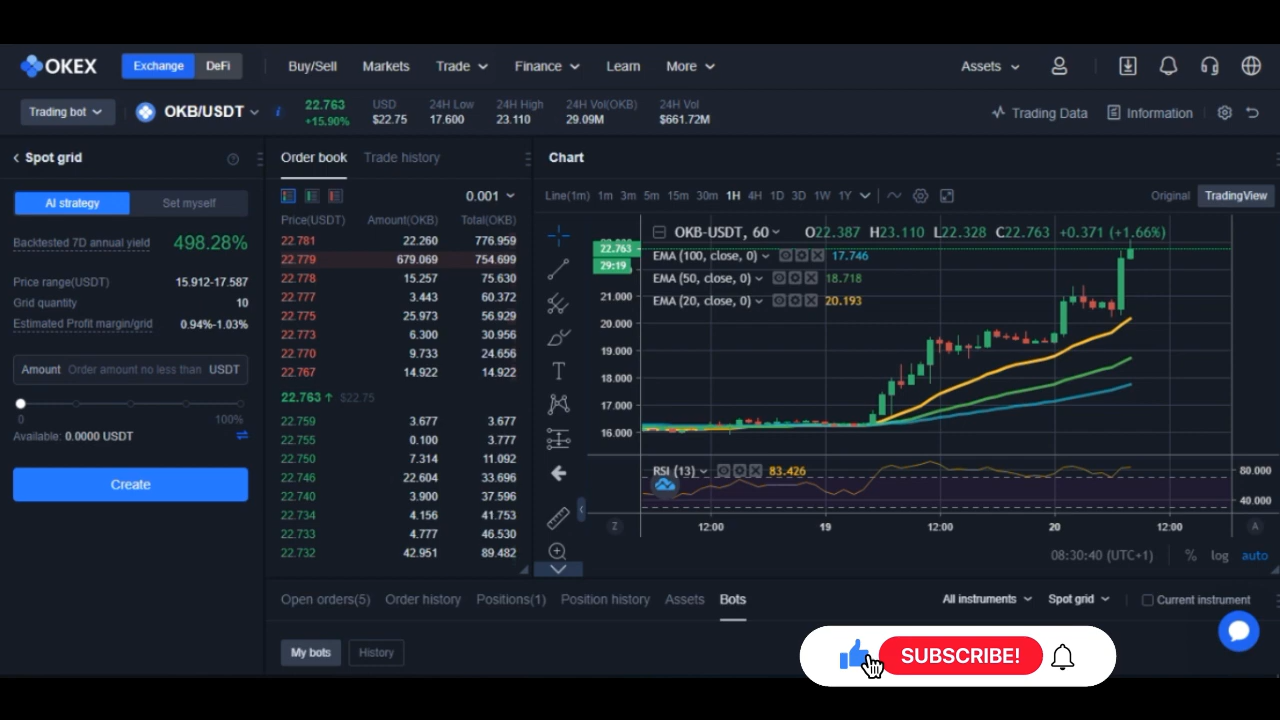 OKEX
Exchange DeFi Buy/Sell Markets Trade Finance Learn More Assets
Trading bot OKB/USDT 22.763 +15.90% USD $22.75 24H Low 17.600 24H High 23.110 24H Vol(OKB) 29.09M 24H Vol $661.72M Trading Data Information
Spot grid
AI strategy Set myself
Backtested 7D annual yield 498.28%
Price range(USDT) 15.912-17.587
Grid quantity 10
Estimated Profit margin/grid 0.94%-1.03%
Amount Order amount no less than USDT
0 100%
Available: 0.0000 USDT
Create
Order book Trade history
0.001
Price(USDT) Amount(OKB) Total(OKB)
22.781 22.260 776.959
22.779 679.069 754.699
22.778 15.257 75.630
22.777 3.443 60.372
22.775 25.973 56.929
22.773 6.300 30.956
22.770 9.733 24.656
22.767 14.922 14.922
22.763↑ $22.75
22.759 3.677 3.677
22.755 0.100 3.777
22.750 7.314 11.092
22.746 22.604 33.696
22.740 3.900 37.596
22.734 4.156 41.753
22.733 4.777 46.530
22.732 42.951 89.482
Chart
Line(1m) 1m 3m 5m 15m 30m 1H 4H 1D 3D 1W 1Y Original TradingView
OKB-USDT, 60 O22.387 H23.110 L22.328 C22.763 +0.371 (+1.66%)
EMA (100, close, 0) 17.746
EMA (50, close, 0) 18.718
EMA (20, close, 0) 20.193
22.763
29:19
21.000
20.000
19.000
18.000
17.000
16.000
RSI (13) 83.426
80.000
40.000
Z 12:00 19 12:00 20 12:00 A
08:30:40 (UTC+1) % log auto
Open orders(5) Order history Positions(1) Position history Assets Bots All instruments Spot grid Current instrument
My bots History
SUBSCRIBE!